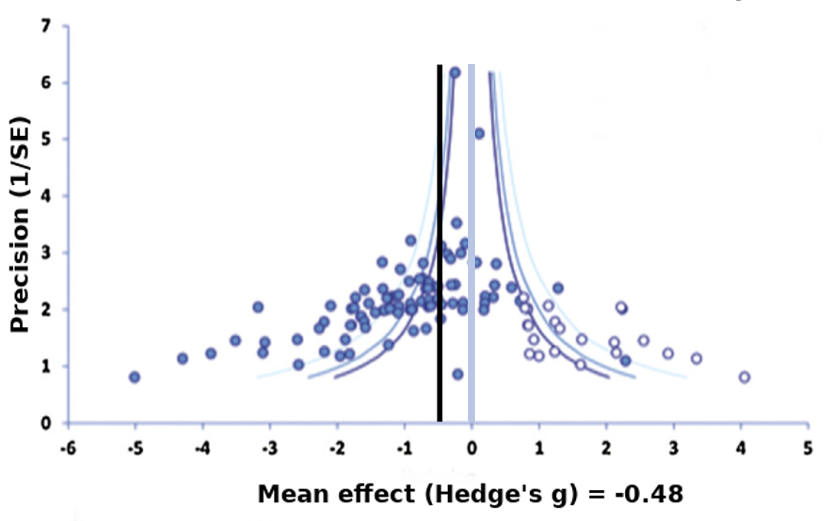 7
6
5
4
3
2
1
0
Precision (1/SE)
-6 -5 -4 -3 -2 -1 0 1 2 3 4 5
Mean effect (Hedge's g) = -0.48